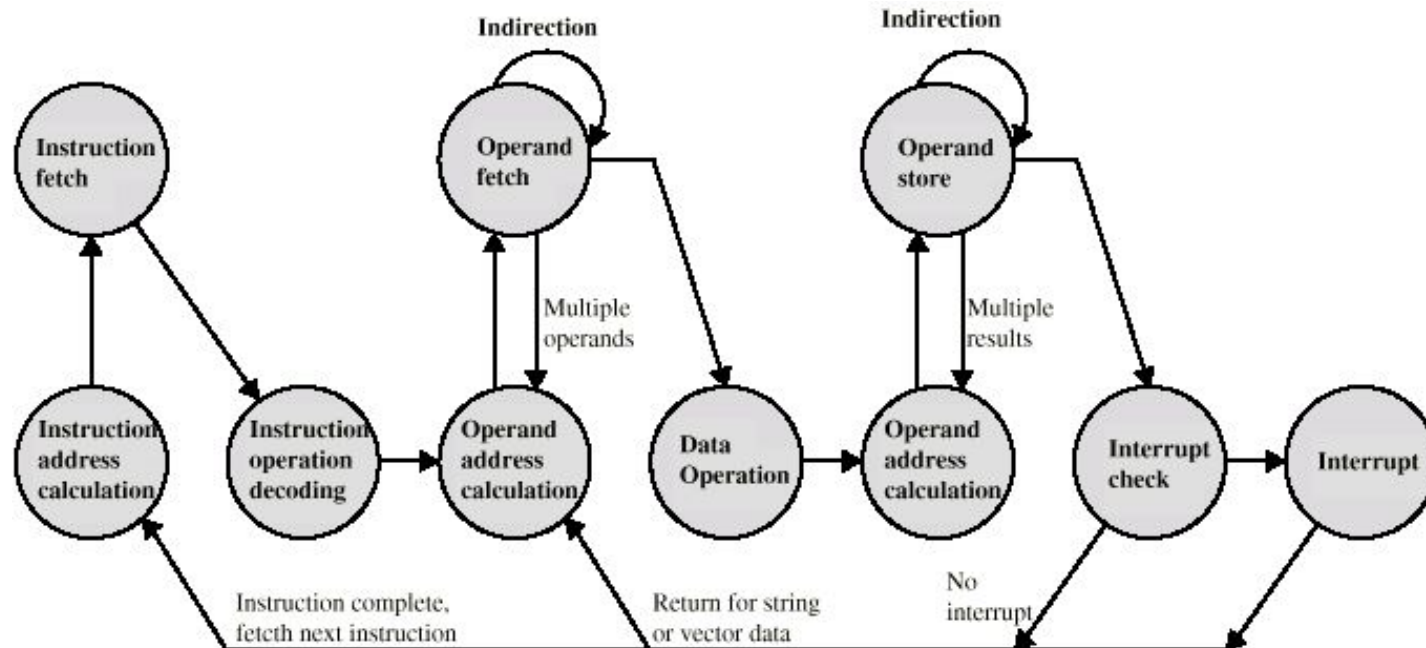 Indirection
Indirection
Instruction
fetch
Operand
fetch
Operand
store
Multiple
operands
Multiple
results
Instruction
address
calculation
Instruction
operation
decoding
Operand
address
calculation
Data
Operation
Operand
address
calculation
Interrupt
check
Interrupt
Instruction complete,
fetcth next instruction
Return for string
or vector data
No
interrupt